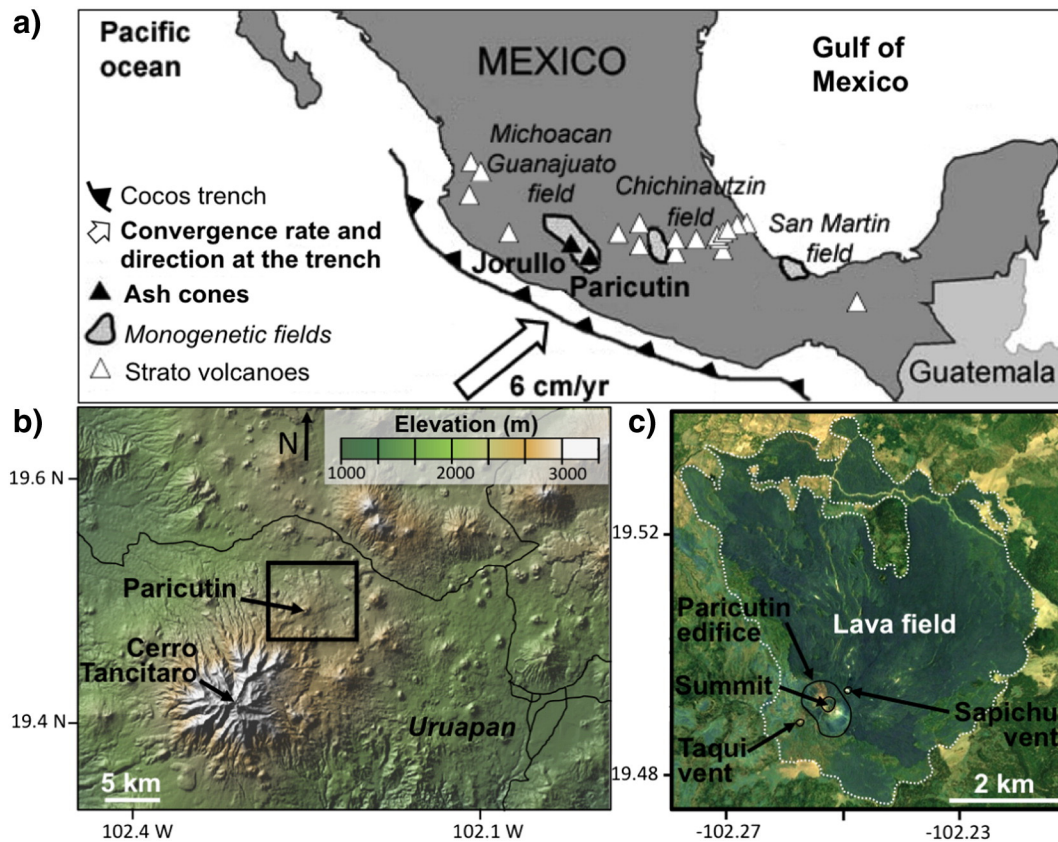 a)
Pacific
ocean
MEXICO
Gulf of
Mexico
Michoacan
Guanajuato
field
Chichinautzin
field
San Martin
field
Jorullo
Paricutin
Cocos trench
Convergence rate and
direction at the trench
Ash cones
Monogenetic fields
Strato volcanoes
6 cm/yr
Guatemala
b)
N
Elevation (m)
1000 2000 3000
19.6 N
Paricutin
Cerro
Tancitaro
19.4 N
Uruapan
5 km
102.4 W
102.1 W
c)
19.52
Paricutin
edifice
Lava field
Summit
Sapichu
vent
Taqui
vent
19.48
2 km
-102.27
-102.23